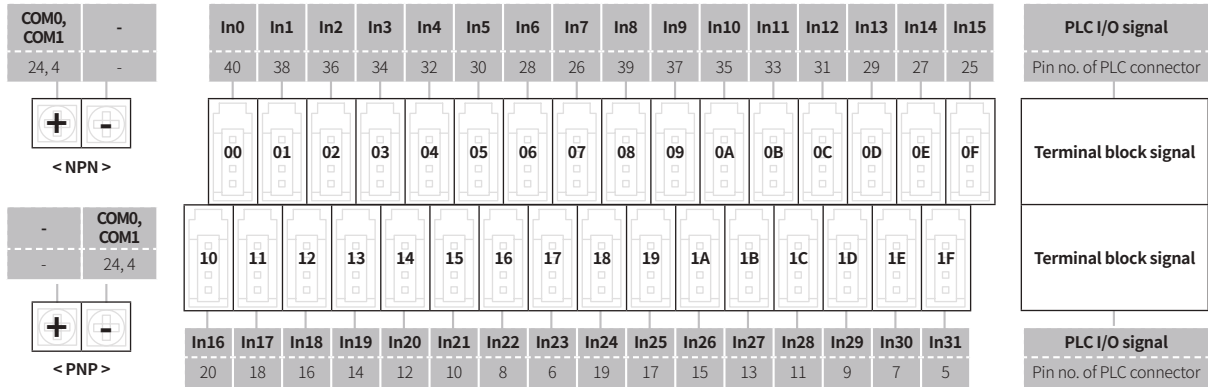 COM0, COM1 -
24, 4 -
+ -
< NPN >
- COM0, COM1
- 24, 4
+ -
< PNP >
In0 In1 In2 In3 In4 In5 In6 In7 In8 In9 In10 In11 In12 In13 In14 In15
40 38 36 34 32 30 28 26 39 37 35 33 31 29 27 25
00 01 02 03 04 05 06 07 08 09 0A 0B 0C 0D 0E 0F
10 11 12 13 14 15 16 17 18 19 1A 1B 1C 1D 1E 1F
In16 In17 In18 In19 In20 In21 In22 In23 In24 In25 In26 In27 In28 In29 In30 In31
20 18 16 14 12 10 8 6 19 17 15 13 11 9 7 5
PLC I/O signal
Pin no. of PLC connector
Terminal block signal
Terminal block signal
PLC I/O signal
Pin no. of PLC connector